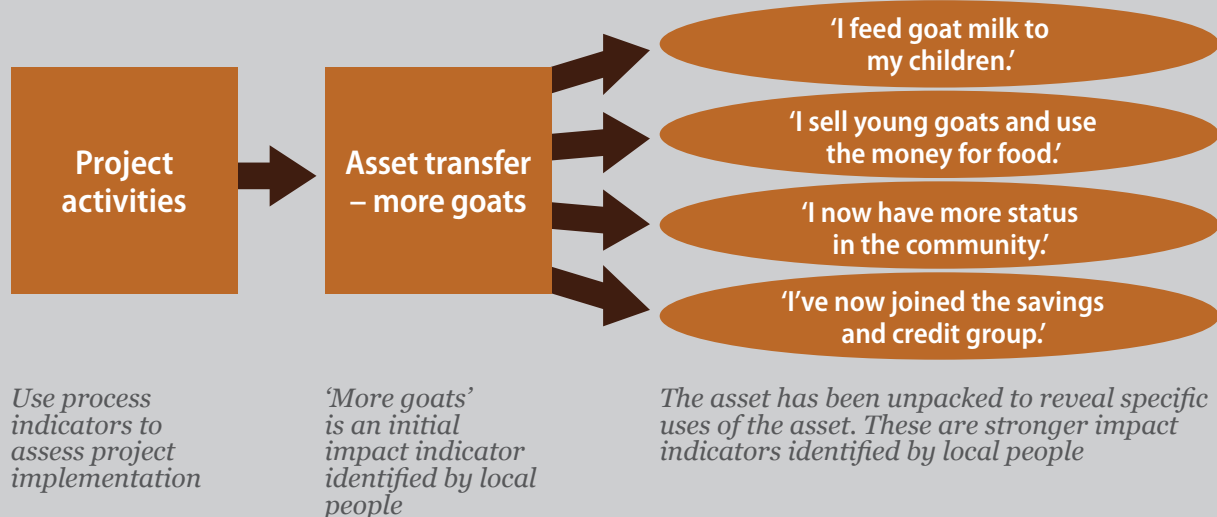 Project
activities
Asset transfer
– more goats
‘I feed goat milk to
my children.’
‘I sell young goats and use
the money for food.’
‘I now have more status
in the community.’
‘I’ve now joined the savings
and credit group.’
Use process
indicators to
assess project
implementation
‘More goats’
is an initial
impact indicator
identified by local
people
The asset has been unpacked to reveal specific
uses of the asset. These are stronger impact
indicators identified by local people